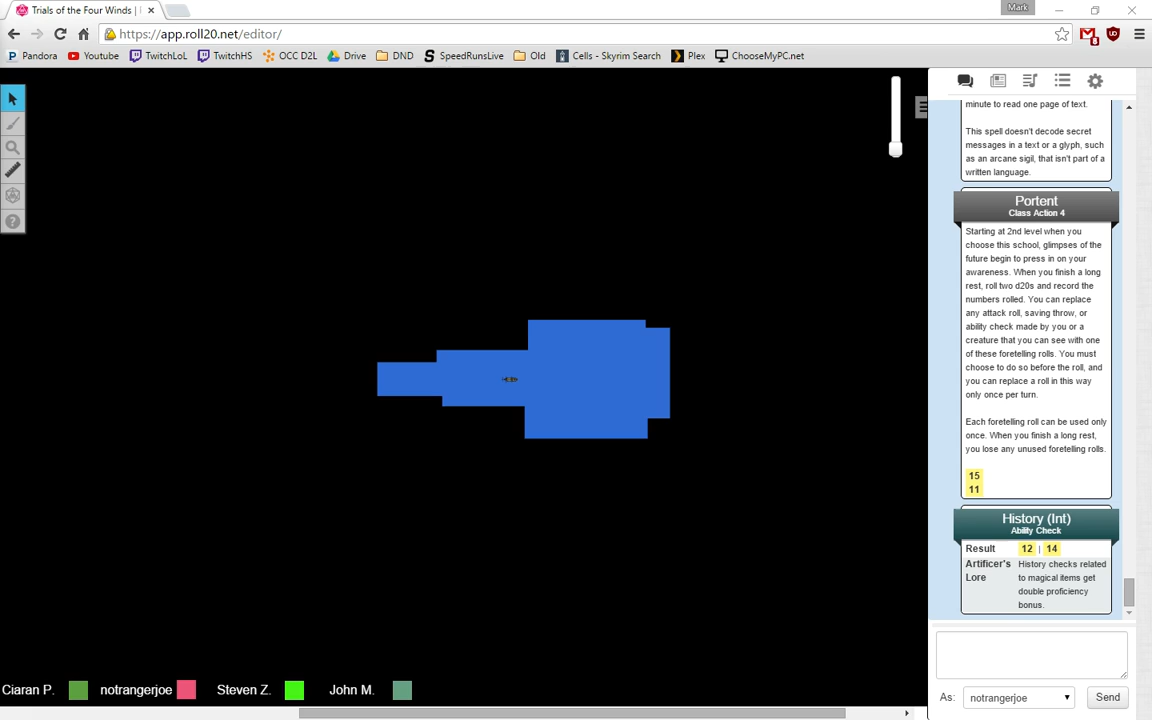 Trials of the Four Winds |
Mark
https://app.roll20.net/editor/
Pandora
Youtube
TwitchLoL
TwitchHS
OCC D2L
Drive
DND
SpeedRunsLive
Old
Cells - Skyrim Search
Plex
ChooseMyPC.net
minute to read one page of text.
This spell doesn't decode secret
messages in a text or a glyph, such
as an arcane sigil, that isn't part of a
written language.
Portent
Class Action 4
Starting at 2nd level when you
choose this school, glimpses of the
future begin to press in on your
awareness. When you finish a long
rest, roll two d20s and record the
numbers rolled. You can replace
any attack roll, saving throw, or
ability check made by you or a
creature that you can see with one
of these foretelling rolls. You must
choose to do so before the roll, and
you can replace a roll in this way
only once per turn.
Each foretelling roll can be used only
once. When you finish a long rest,
you lose any unused foretelling rolls.
15
11
History (Int)
Ability Check
Result 12 | 14
Artificer's History checks related
Lore to magical items get
double proficiency
bonus.
Ciaran P.
notrangerjoe
Steven Z.
John M.
As: notrangerjoe
Send